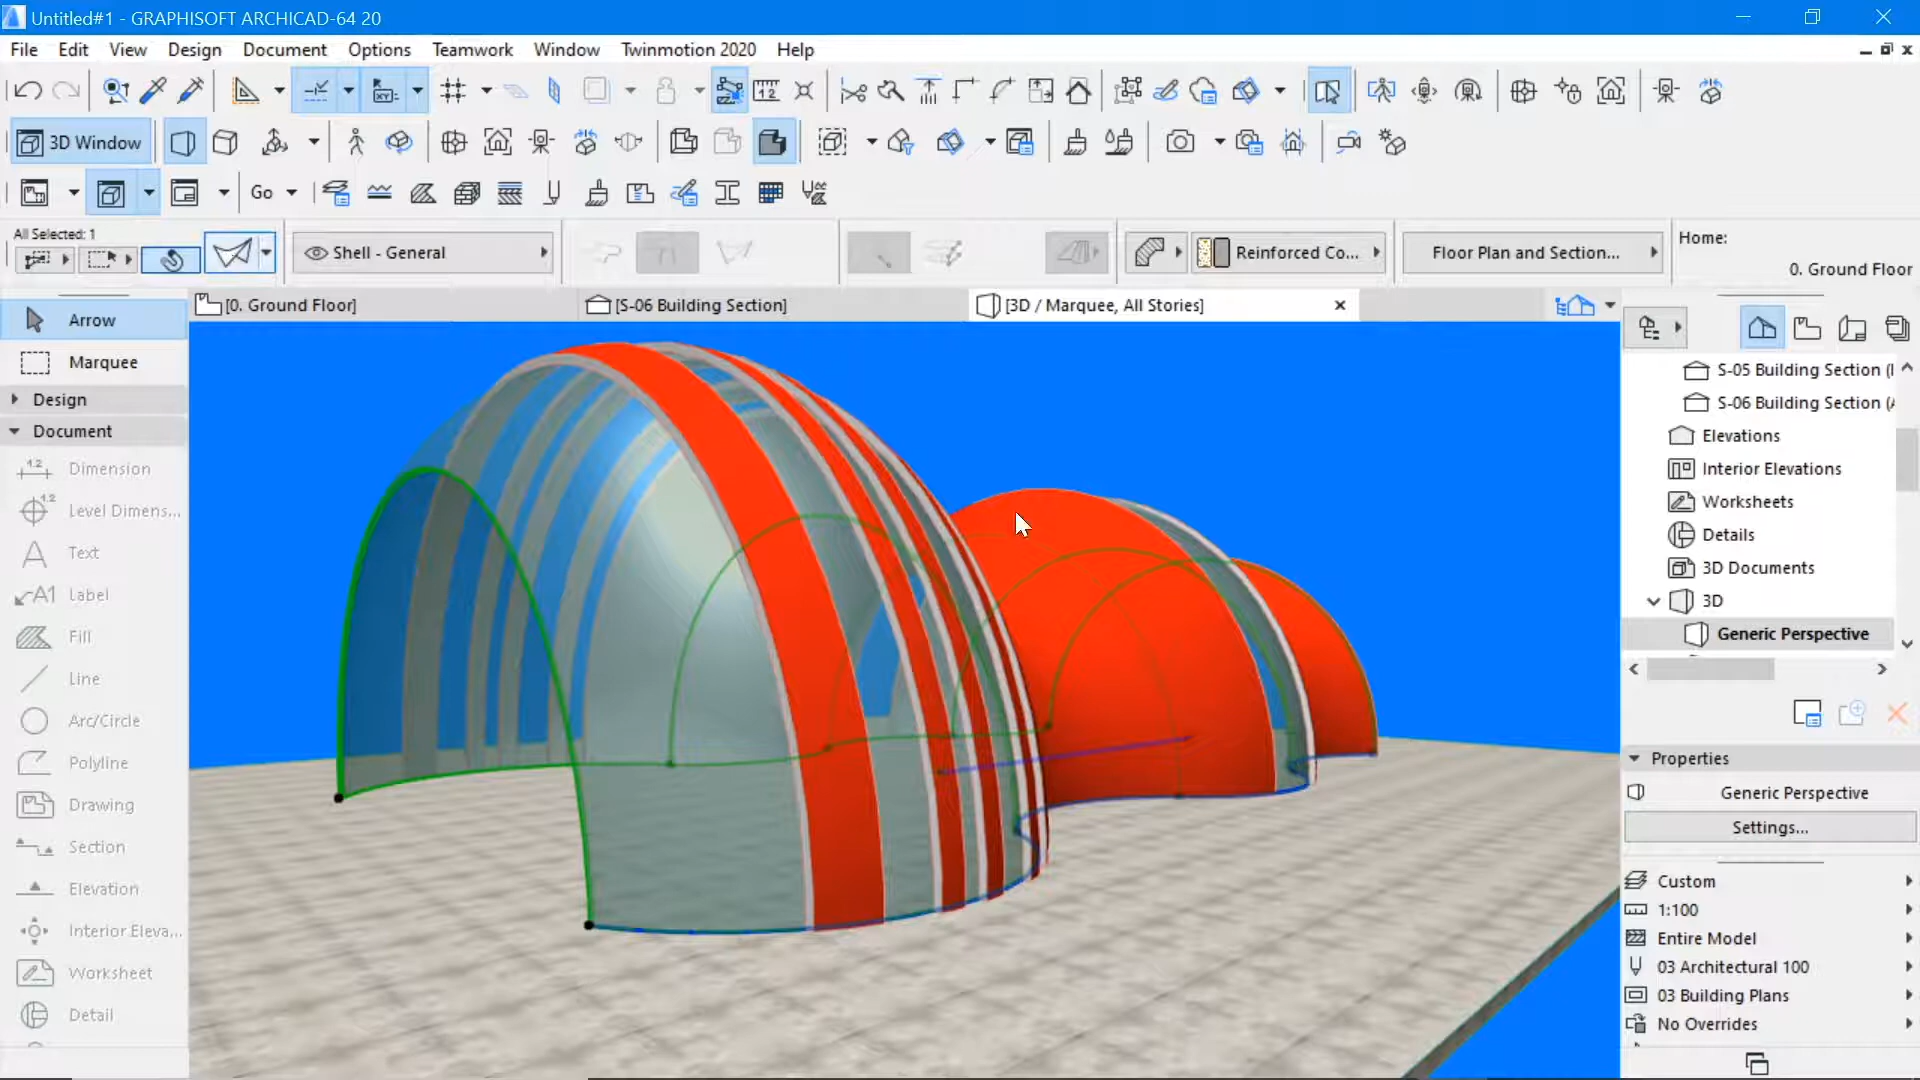 Untitled#1 - GRAPHISOFT ARCHICAD-64 20
File Edit View Design Document Options Teamwork Window Twinmotion 2020 Help
3D Window
Go
All Selected: 1
Shell - General
Reinforced Co...
Floor Plan and Section...
Home:
0. Ground Floor
[0. Ground Floor]
[S-06 Building Section]
[3D / Marquee, All Stories]
Arrow
Marquee
Design
Document
Dimension
Level Dimens...
Text
Label
Fill
Line
Arc/Circle
Polyline
Drawing
Section
Elevation
Interior Eleva...
Worksheet
Detail
S-05 Building Section (
S-06 Building Section (
Elevations
Interior Elevations
Worksheets
Details
3D Documents
3D
Generic Perspective
Properties
Generic Perspective
Settings...
Custom
1:100
Entire Model
03 Architectural 100
03 Building Plans
No Overrides